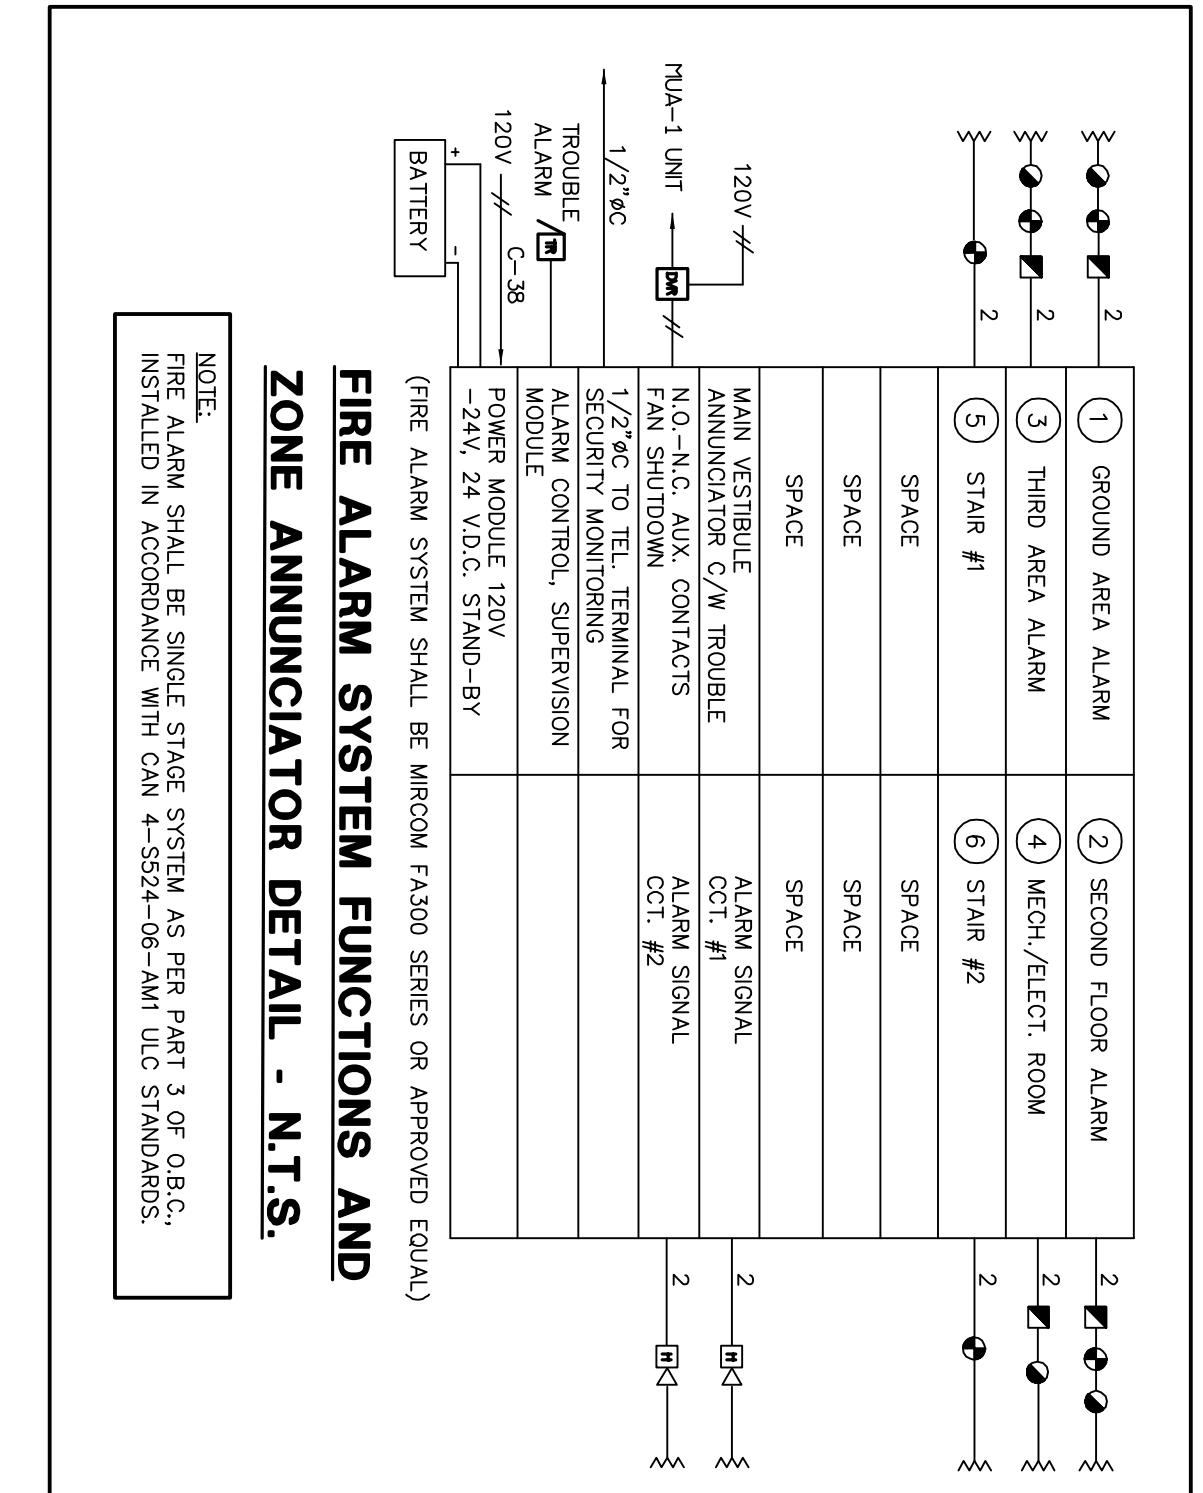 2
1 GROUND AREA ALARM
2 SECOND FLOOR ALARM
2
2
3 THIRD AREA ALARM
4 MECH./ELECT. ROOM
2
2
5 STAIR #1
6 STAIR #2
2
SPACE
SPACE
SPACE
SPACE
SPACE
SPACE
120V
MAIN VESTIBULE
ANNUNCIATOR C/W TROUBLE
ALARM SIGNAL
CCT. #1
2
H
MUA-1 UNIT
DVR
N.O.-N.C. AUX. CONTACTS
FAN SHUTDOWN
ALARM SIGNAL
CCT. #2
2
H
1/2"øC
1/2"øC TO TEL. TERMINAL FOR
SECURITY MONITORING
TROUBLE
ALARM
TR
ALARM CONTROL, SUPERVISION
MODULE
120V
C-38
POWER MODULE 120V
-24V, 24 V.D.C. STAND-BY
+
-
BATTERY
(FIRE ALARM SYSTEM SHALL BE MIRCOM FA300 SERIES OR APPROVED EQUAL)
FIRE ALARM SYSTEM FUNCTIONS AND
ZONE ANNUNCIATOR DETAIL - N.T.S.
NOTE:
FIRE ALARM SHALL BE SINGLE STAGE SYSTEM AS PER PART 3 OF O.B.C.,
INSTALLED IN ACCORDANCE WITH CAN 4-S524-06-AM1 ULC STANDARDS.